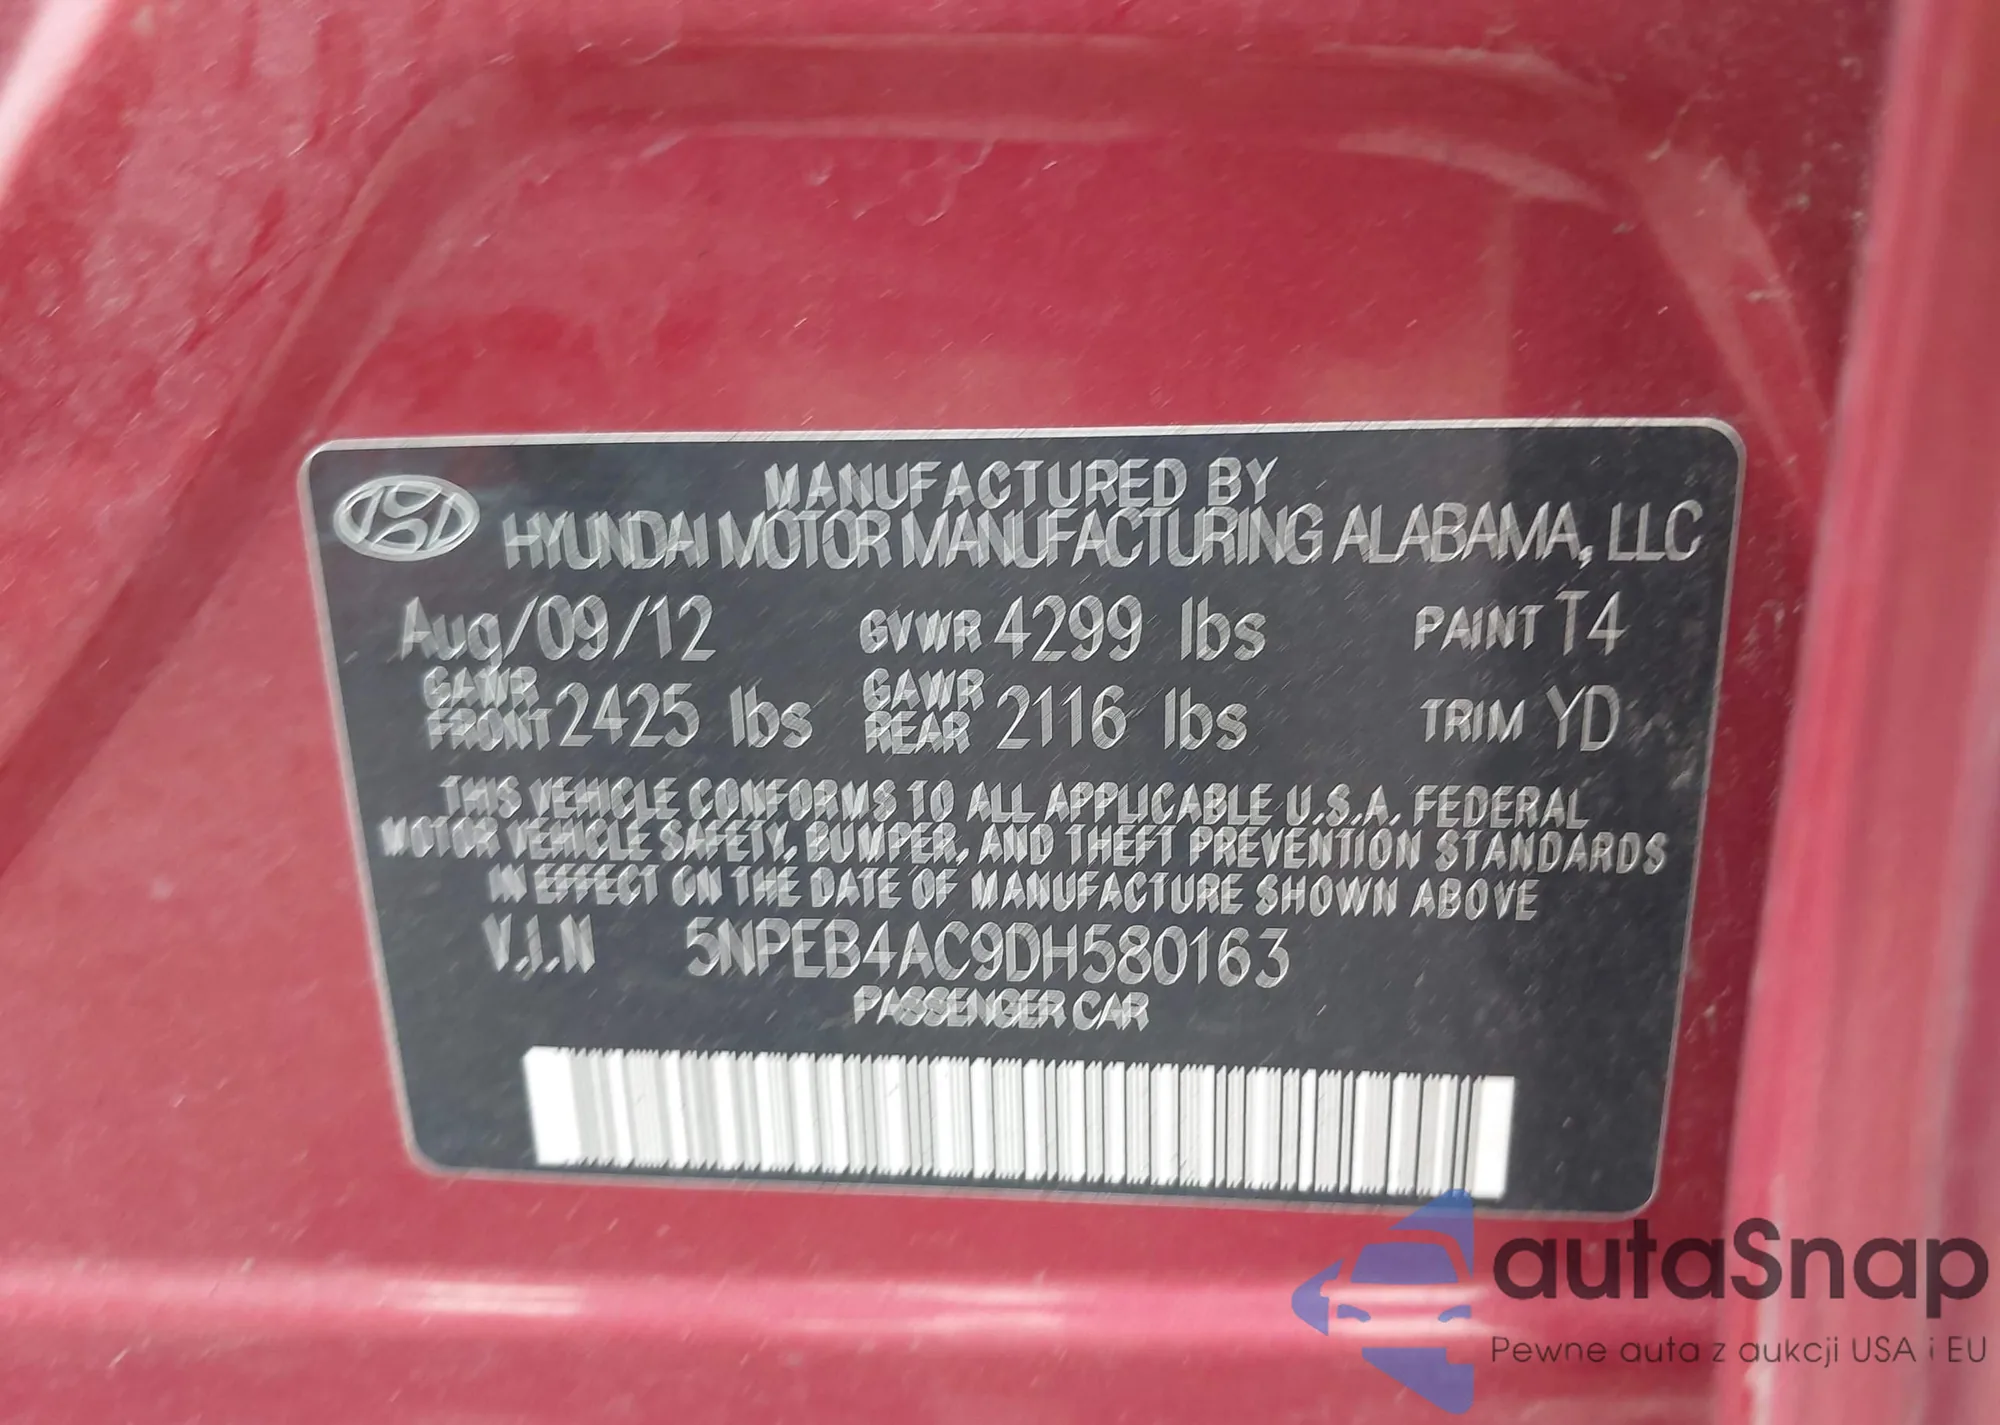 MANUFACTURED BY
HYUNDAI MOTOR MANUFACTURING ALABAMA, LLC
Aug/09/12 GVWR 4299 lbs PAINT T4
GAWR FRONT 2425 lbs GAWR REAR 2116 lbs TRIM YD
THIS VEHICLE CONFORMS TO ALL APPLICABLE U.S.A. FEDERAL
MOTOR VEHICLE SAFETY, BUMPER, AND THEFT PREVENTION STANDARDS
IN EFFECT ON THE DATE OF MANUFACTURE SHOWN ABOVE
V.I.N 5NPEB4AC9DH580163
PASSENGER CAR
autaSnap
Pewne auta z aukcji USA i EU